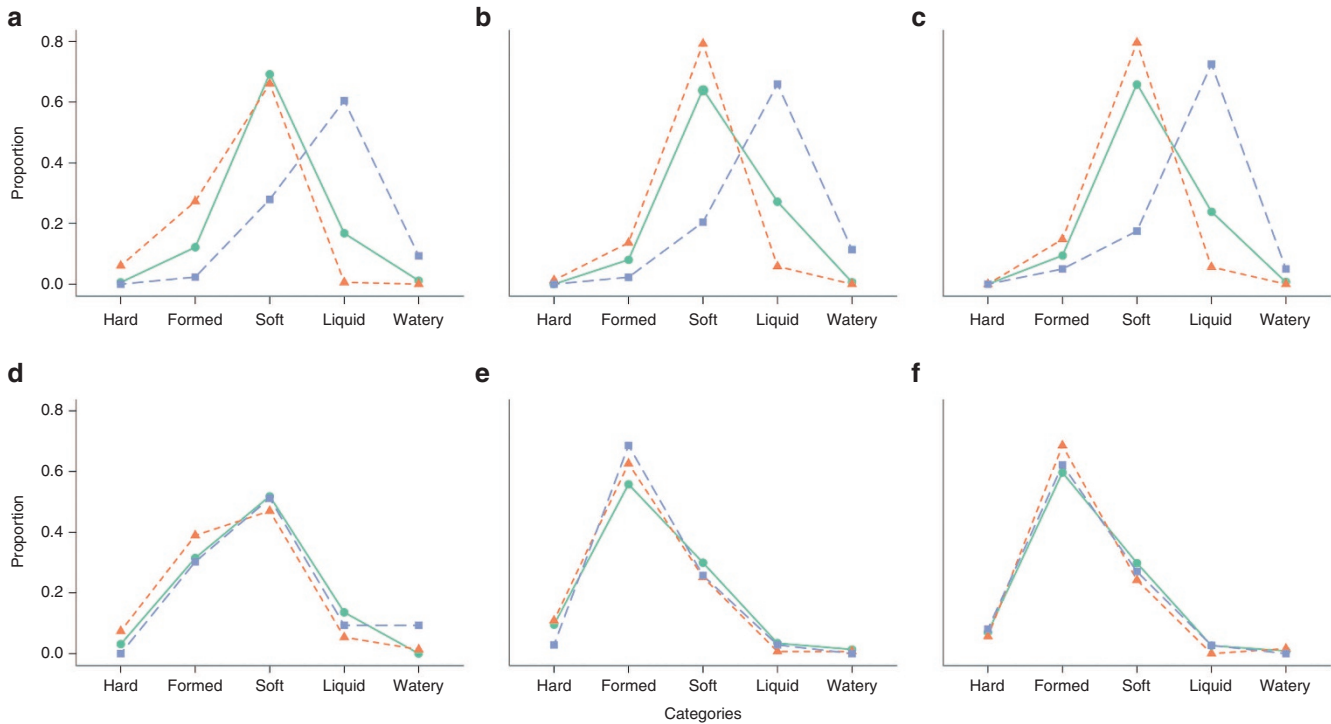 a
b
c
Proportion
0.8
0.6
0.4
0.2
0.0
Hard Formed Soft Liquid Watery
Hard Formed Soft Liquid Watery
Hard Formed Soft Liquid Watery
d
e
f
Proportion
0.8
0.6
0.4
0.2
0.0
Hard Formed Soft Liquid Watery
Hard Formed Soft Liquid Watery
Hard Formed Soft Liquid Watery
Categories